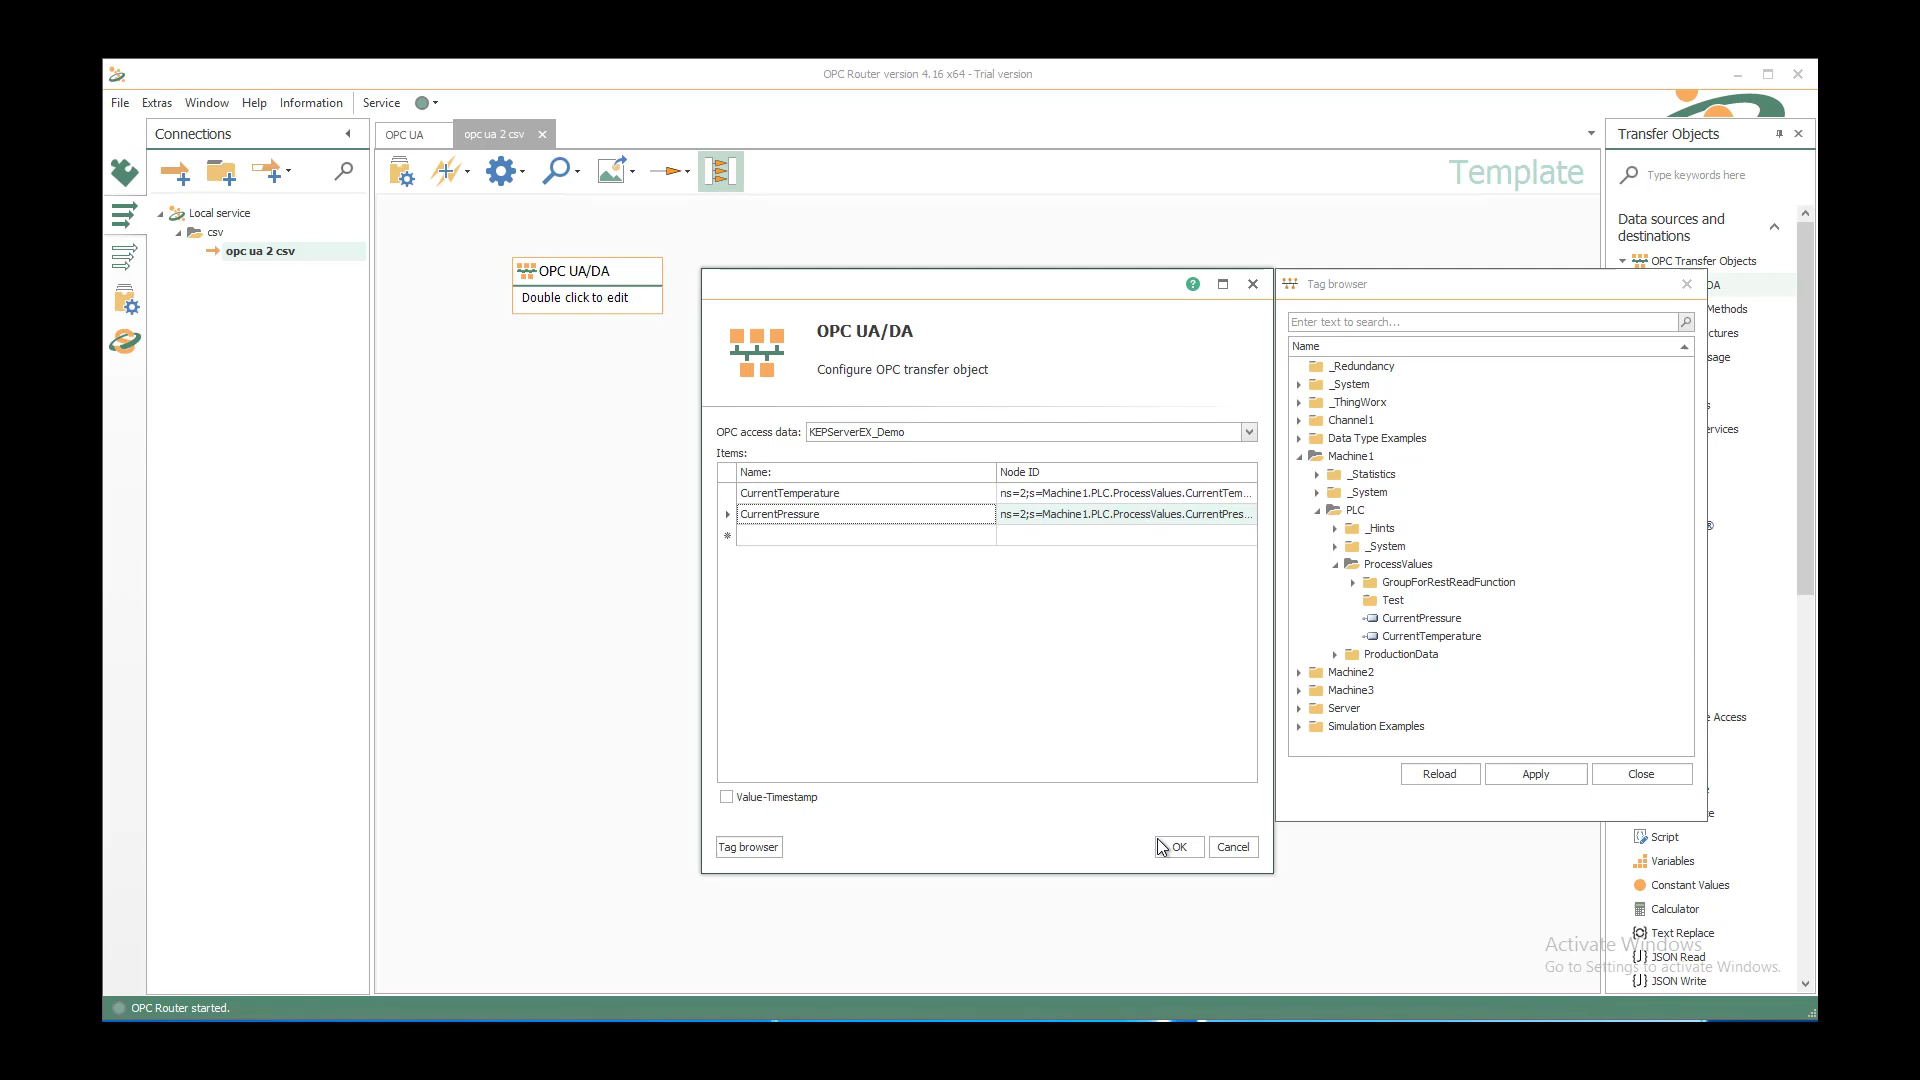 OPC Router version 4.16 x64 - Trial version
File Extras Window Help Information Service
Connections
OPC UA
opc ua 2 csv
Transfer Objects
Template
Type keywords here
Local service
csv
opc ua 2 csv
Data sources and
destinations
OPC Transfer Objects
DA
Methods
ctures
sage
s
rvices
®
e Access
e
te
Script
Variables
Constant Values
Calculator
Text Replace
JSON Read
JSON Write
OPC UA/DA
Double click to edit
OPC UA/DA
Configure OPC transfer object
OPC access data: KEPServerEX_Demo
Items:
Name: Node ID
CurrentTemperature ns=2;s=Machine1.PLC.ProcessValues.CurrentTem...
CurrentPressure ns=2;s=Machine1.PLC.ProcessValues.CurrentPres...
Value-Timestamp
Tag browser OK Cancel
Tag browser
Enter text to search...
Name
_Redundancy
_System
_ThingWorx
Channel1
Data Type Examples
Machine1
_Statistics
_System
PLC
_Hints
_System
ProcessValues
GroupForRestReadFunction
Test
CurrentPressure
CurrentTemperature
ProductionData
Machine2
Machine3
Server
Simulation Examples
Reload Apply Close
Activate Windows
Go to Settings to activate Windows.
OPC Router started.